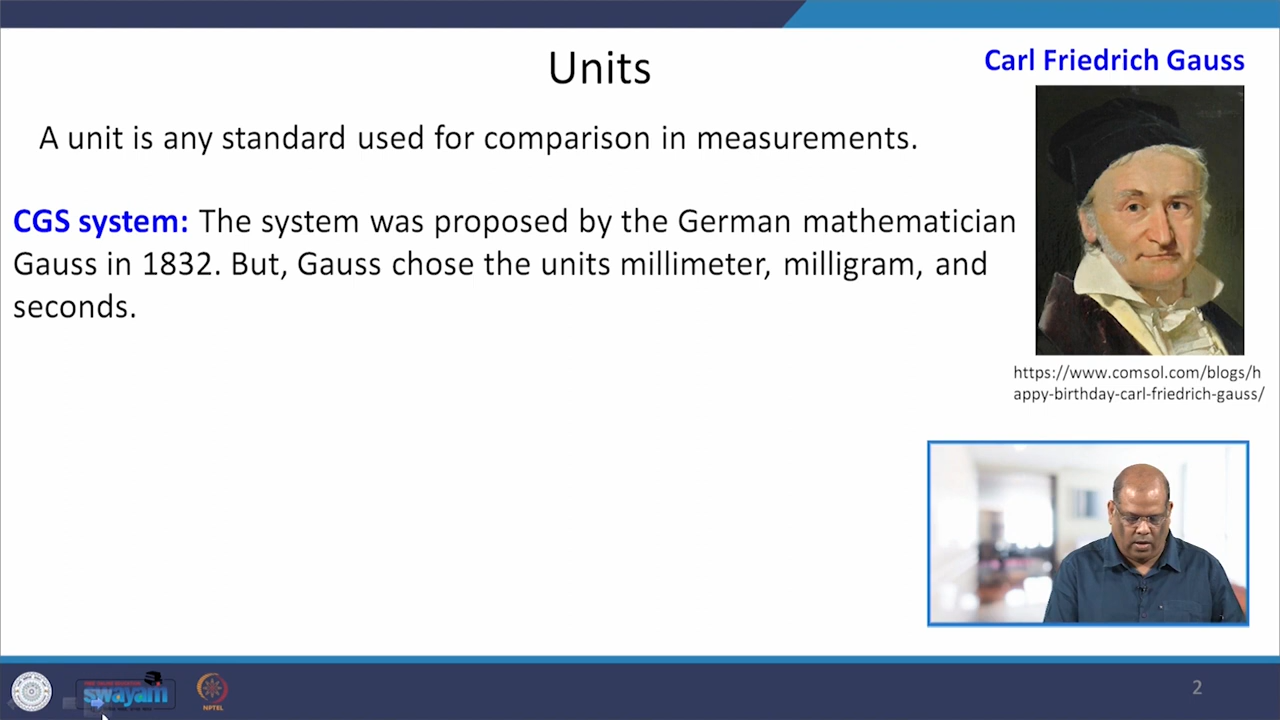 Units
Carl Friedrich Gauss
A unit is any standard used for comparison in measurements.
CGS system: The system was proposed by the German mathematician
Gauss in 1832. But, Gauss chose the units millimeter, milligram, and
seconds.
https://www.comsol.com/blogs/h
appy-birthday-carl-friedrich-gauss/
swayam
NPTEL
2